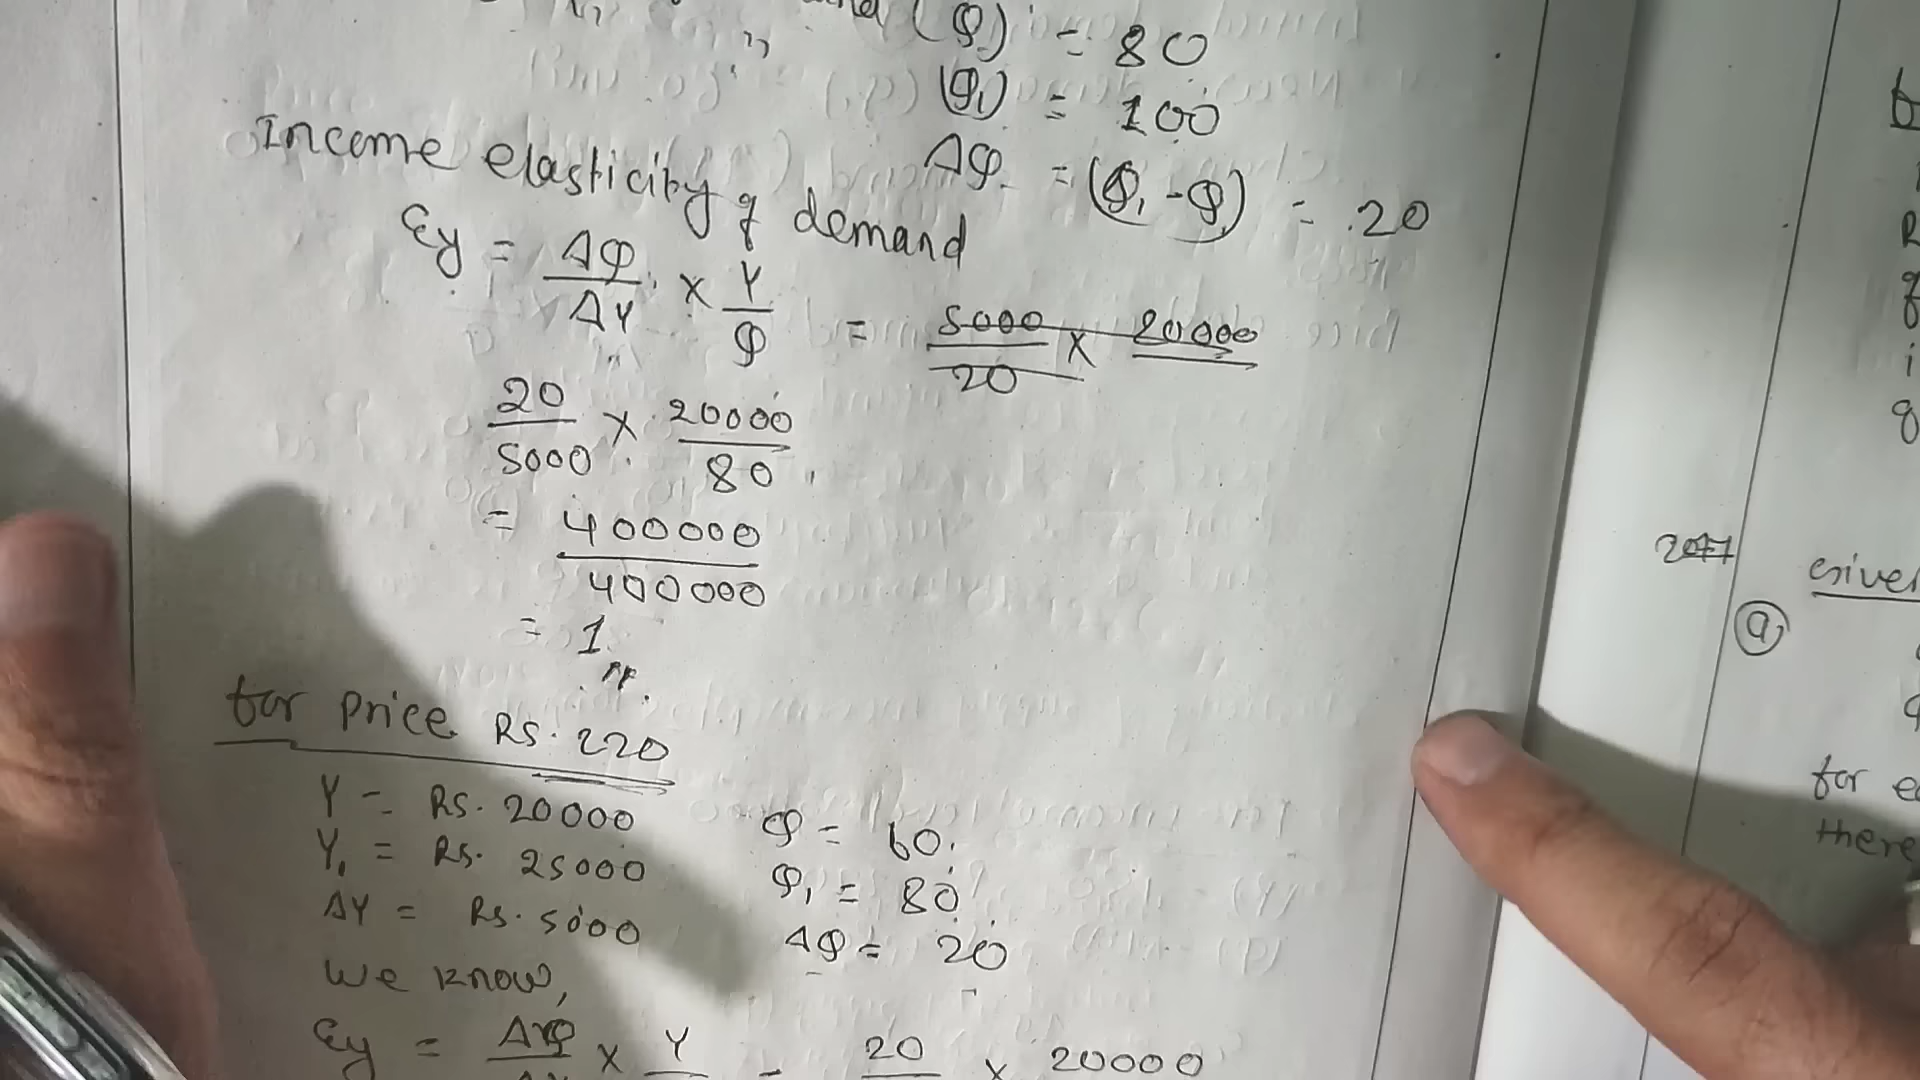 (Q) = 80
"
(Q₁) = 100
ΔQ = (Q₁ - Q) = 20
Income elasticity of demand
Ey = ΔQ/ΔY × Y/Q = 5000/20 × 20000
20/5000 × 20000/80
= 400000/400000
= 1
for price Rs. 220
Y = Rs. 20000 Q = 60
Y₁ = Rs. 25000 Q₁ = 80
ΔY = Rs. 5000 ΔQ = 20
We know,
Ey = ΔQ × Y = 20 × 20000
2077
Given
(a)
for
there